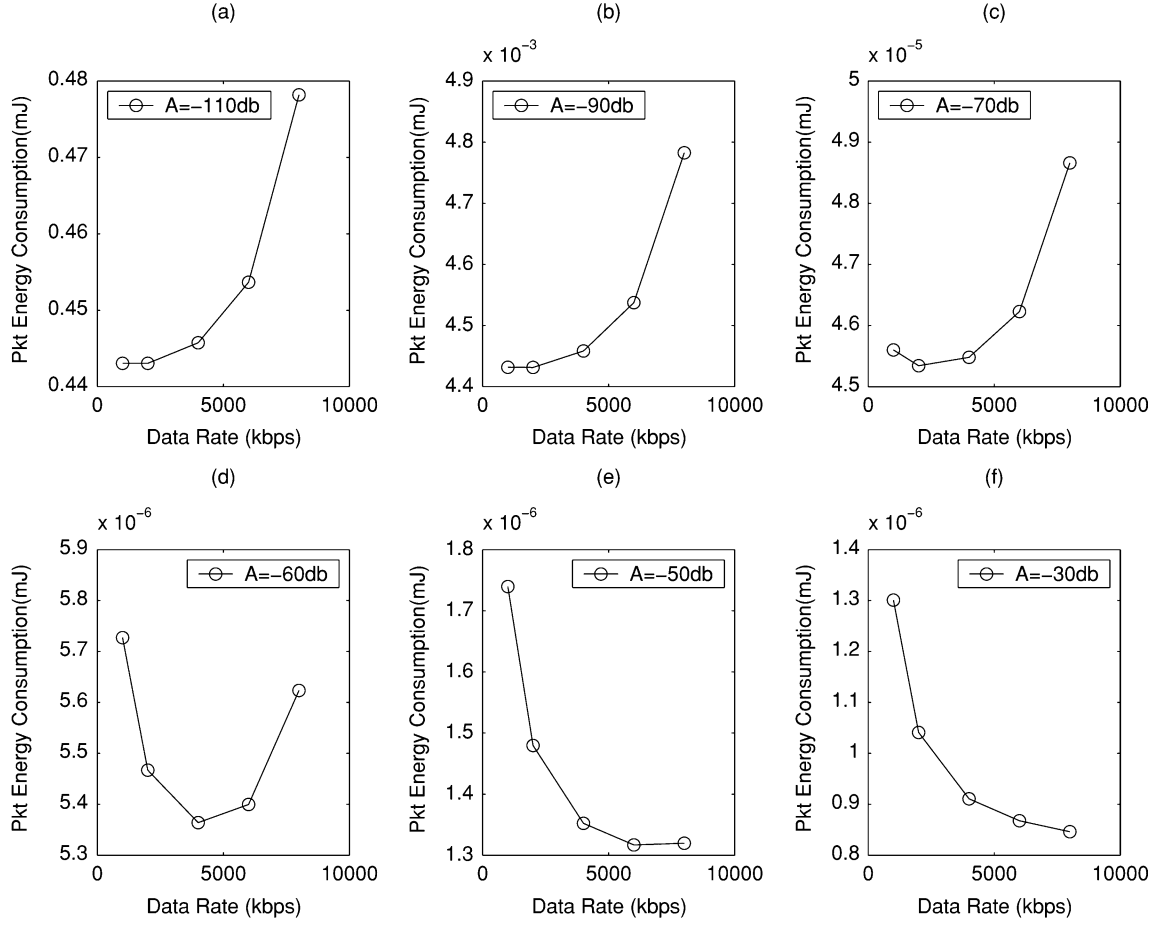 (a)
0.48
0.47
0.46
0.45
0.44
Pkt Energy Consumption(mJ)
A=−110db
0 5000 10000
Data Rate (kbps)
(b)
x 10−3
4.9
4.8
4.7
4.6
4.5
4.4
Pkt Energy Consumption(mJ)
A=−90db
0 5000 10000
Data Rate (kbps)
(c)
x 10−5
5
4.9
4.8
4.7
4.6
4.5
Pkt Energy Consumption(mJ)
A=−70db
0 5000 10000
Data Rate (kbps)
(d)
x 10−6
5.9
5.8
5.7
5.6
5.5
5.4
5.3
Pkt Energy Consumption(mJ)
A=−60db
0 5000 10000
Data Rate (kbps)
(e)
x 10−6
1.8
1.7
1.6
1.5
1.4
1.3
Pkt Energy Consumption(mJ)
A=−50db
0 5000 10000
Data Rate (kbps)
(f)
x 10−6
1.4
1.3
1.2
1.1
1
0.9
0.8
Pkt Energy Consumption(mJ)
A=−30db
0 5000 10000
Data Rate (kbps)